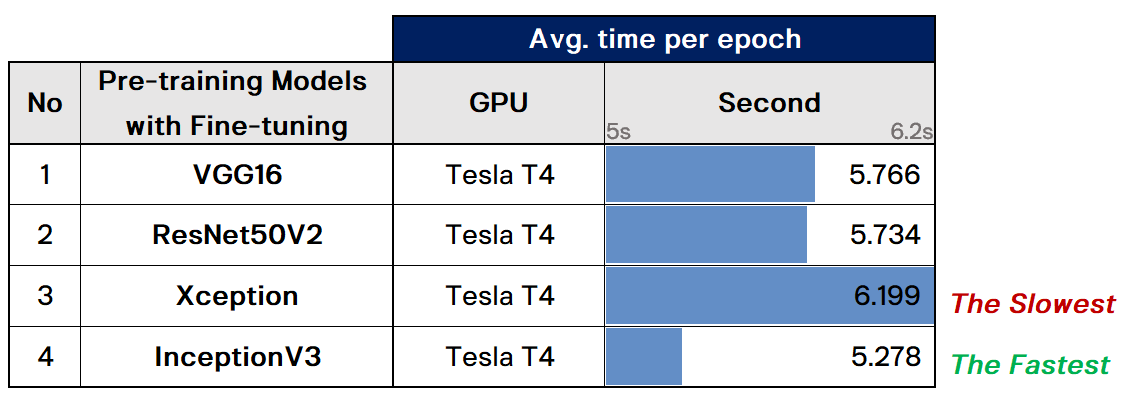 Avg. time per epoch
No Pre-training Models with Fine-tuning GPU Second
5s 6.2s
1 VGG16 Tesla T4 5.766
2 ResNet50V2 Tesla T4 5.734
3 Xception Tesla T4 6.199 The Slowest
4 InceptionV3 Tesla T4 5.278 The Fastest